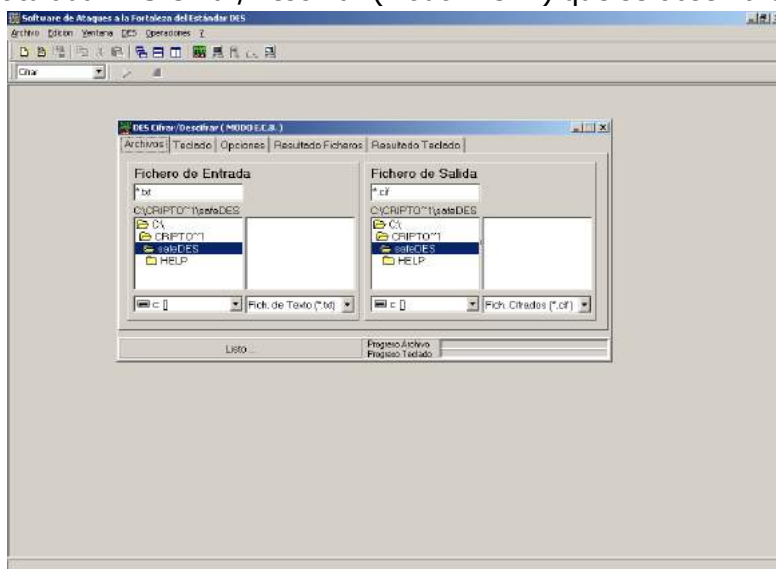 que se observa
Software de Ataques a la Fortaleza del Estándar DES
Archivo Edición Ventana DES Operaciones ?
Cifrar
DES Cifrar/Descifrar ( MODO E.C.B. )
Archivos Teclado Opciones Resultado Ficheros Resultado Teclado
Fichero de Entrada Fichero de Salida
*.txt *.cif
C:\CRIPTO~1\safeDES C:\CRIPTO~1\safeDES
C:\ C:\
CRIPTO~1 CRIPTO~1
safeDES safeDES
HELP HELP
c: [] Fich. de Texto (*.txt) c: [] Fich. Cifrados (*.cif)
Listo ... Progreso Archivo
Progreso Teclado